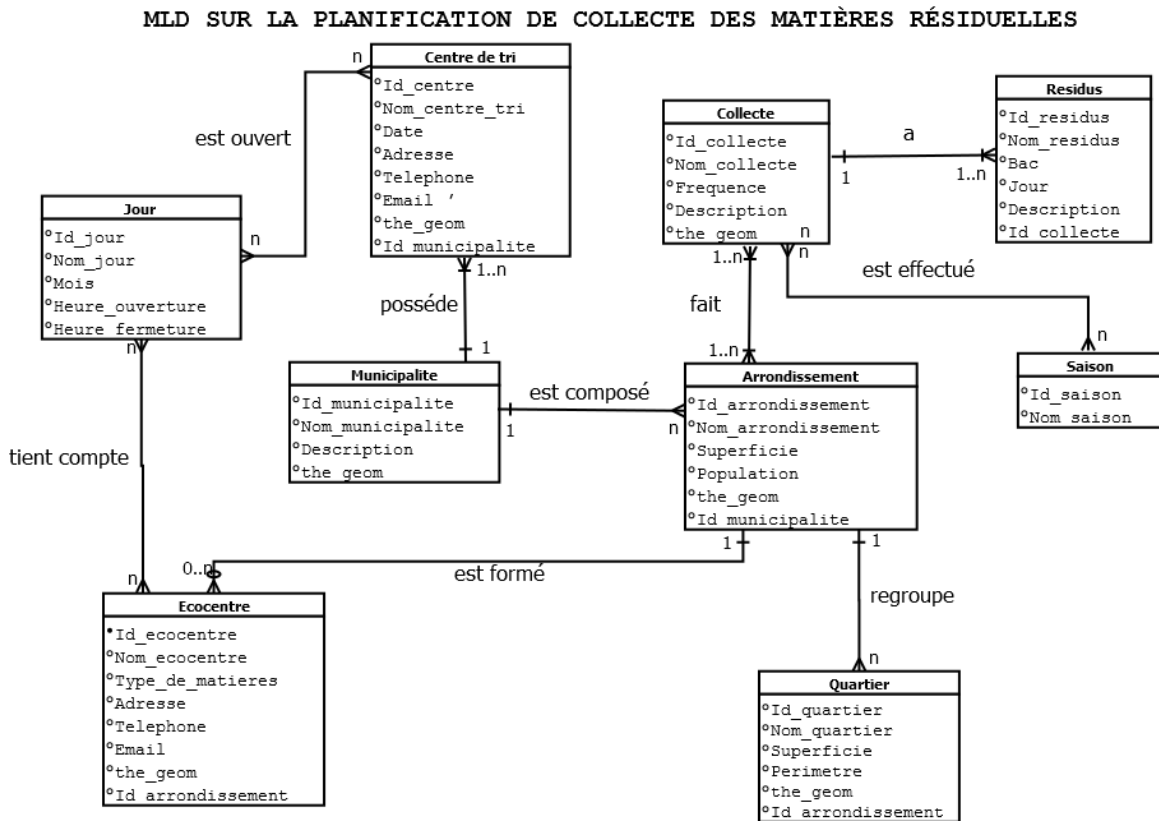 MLD SUR LA PLANIFICATION DE COLLECTE DES MATIÈRES RÉSIDUELLES
Centre de tri
Id_centre
Nom_centre_tri
Date
Adresse
Telephone
Email ’
the_geom
Id_municipalite
n
est ouvert
n
Jour
Id_jour
Nom_jour
Mois
Heure_ouverture
Heure_fermeture
n
Collecte
Id_collecte
Nom_collecte
Frequence
Description
the_geom
n
n
1
a
1..n
Residus
Id_residus
Nom_residus
Bac
Jour
Description
Id_collecte
est effectué
n
Saison
Id_saison
Nom_saison
1..n
posséde
1
1..n
fait
1..n
Municipalite
Id_municipalite
Nom_municipalite
Description
the_geom
est composé
1
n
Arrondissement
Id_arrondissement
Nom_arrondissement
Superficie
Population
the_geom
Id_municipalite
tient compte
n
0..n
est formé
1
1
regroupe
n
Ecocentre
Id_ecocentre
Nom_ecocentre
Type_de_matieres
Adresse
Telephone
Email
the_geom
Id_arrondissement
Quartier
Id_quartier
Nom_quartier
Superficie
Perimetre
the_geom
Id_arrondissement